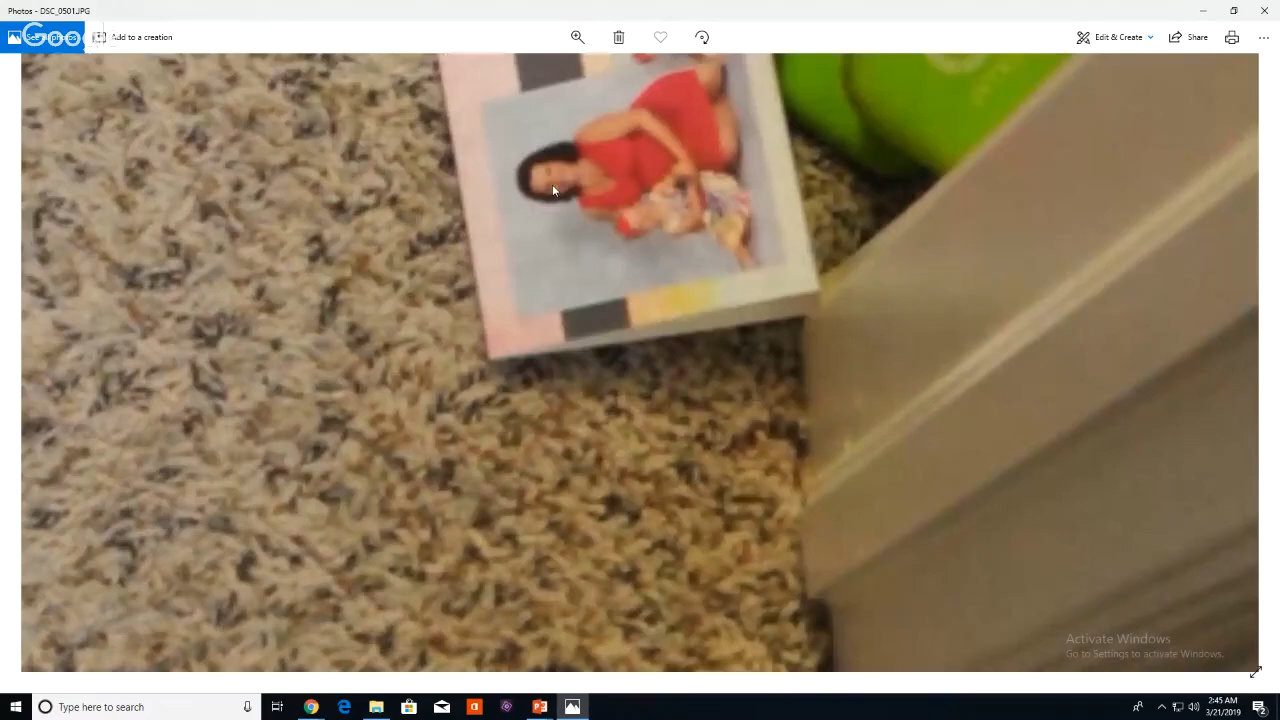 Photos - DSC_0501.JPG
Add to a creation
Edit & Create
Share
Activate Windows
Go to Settings to activate Windows.
Type here to search
2:45 AM
3/21/2019